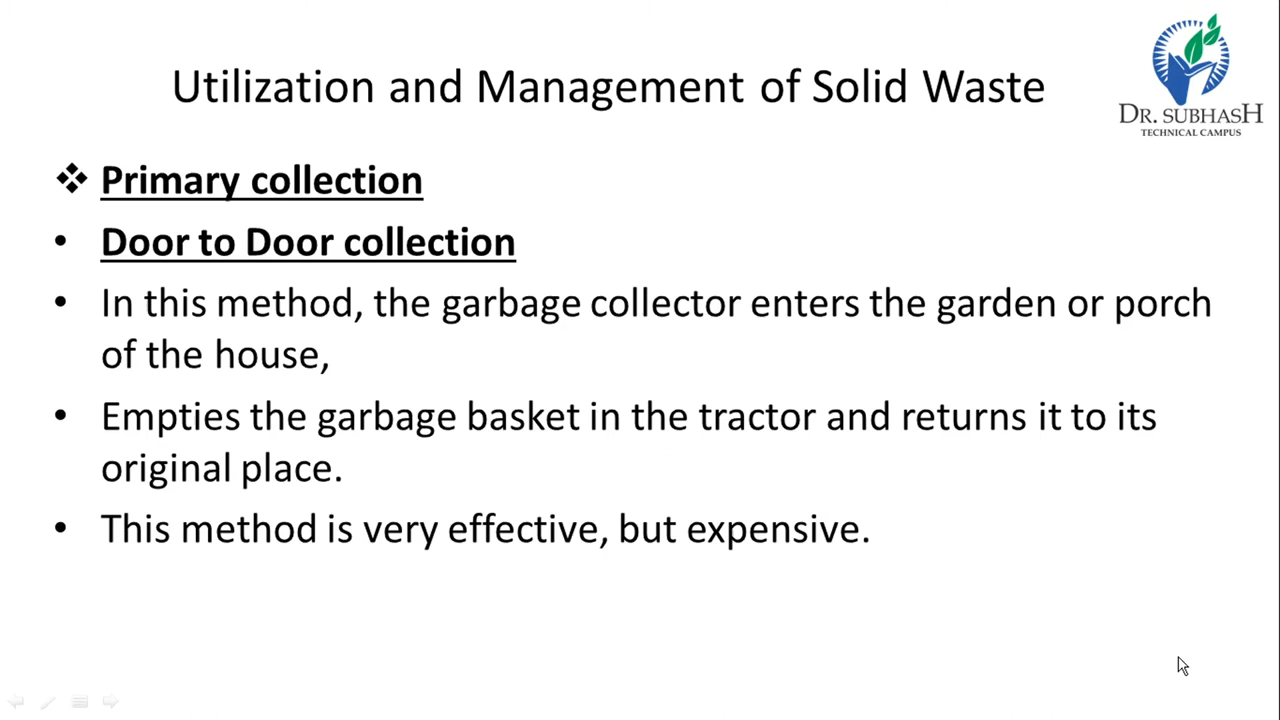 Utilization and Management of Solid Waste
DR. SUBHASH
TECHNICAL CAMPUS
❖ Primary collection
• Door to Door collection
• In this method, the garbage collector enters the garden or porch
of the house,
• Empties the garbage basket in the tractor and returns it to its
original place.
• This method is very effective, but expensive.